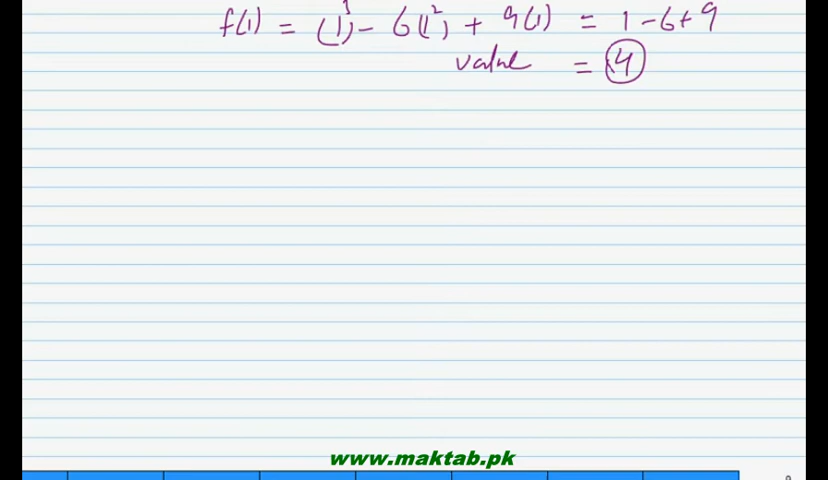 f(1) = (1)³ - 6(1²) + 9(1) = 1 - 6 + 9
value = 4
www.maktab.pk